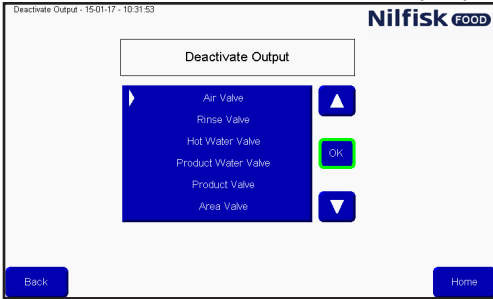 Deactivate Output - 15-01-17 - 10:31:53
Nilfisk FOOD
Deactivate Output
Air Valve
Rinse Valve
Hot Water Valve
OK
Product Water Valve
Product Valve
Area Valve
Back
Home